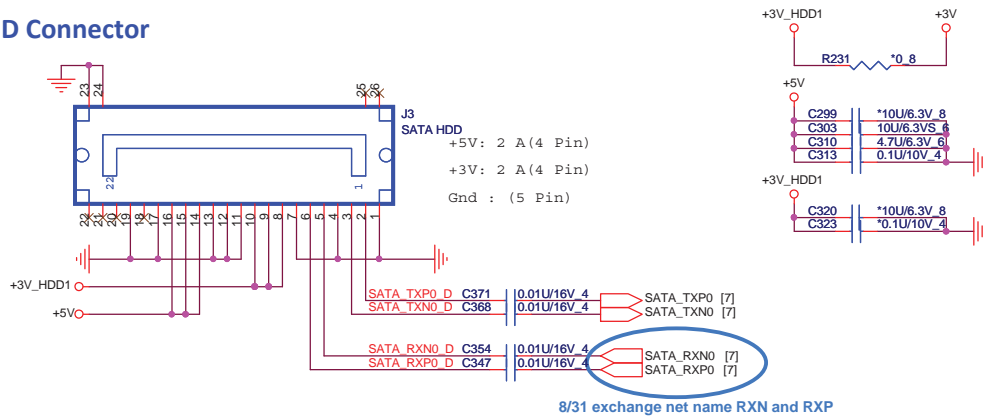 D Connector
+3V_HDD1
+3V
R231
*0_8
+5V
C299
*10U/6.3V_8
C303
10U/6.3VS_6
C310
4.7U/6.3V_6
C313
0.1U/10V_4
+3V_HDD1
C320
*10U/6.3V_8
C323
*0.1U/10V_4
23
24
25
26
J3
SATA HDD
+5V: 2 A(4 Pin)
+3V: 2 A(4 Pin)
Gnd : (5 Pin)
22
1
22
21
20
19
18
17
16
15
14
13
12
11
10
9
8
7
6
5
4
3
2
1
+3V_HDD1
+5V
SATA_TXP0_D C371 0.01U/16V_4 SATA_TXP0 [7]
SATA_TXN0_D C368 0.01U/16V_4 SATA_TXN0 [7]
SATA_RXN0_D C354 0.01U/16V_4 SATA_RXN0 [7]
SATA_RXP0_D C347 0.01U/16V_4 SATA_RXP0 [7]
8/31 exchange net name RXN and RXP